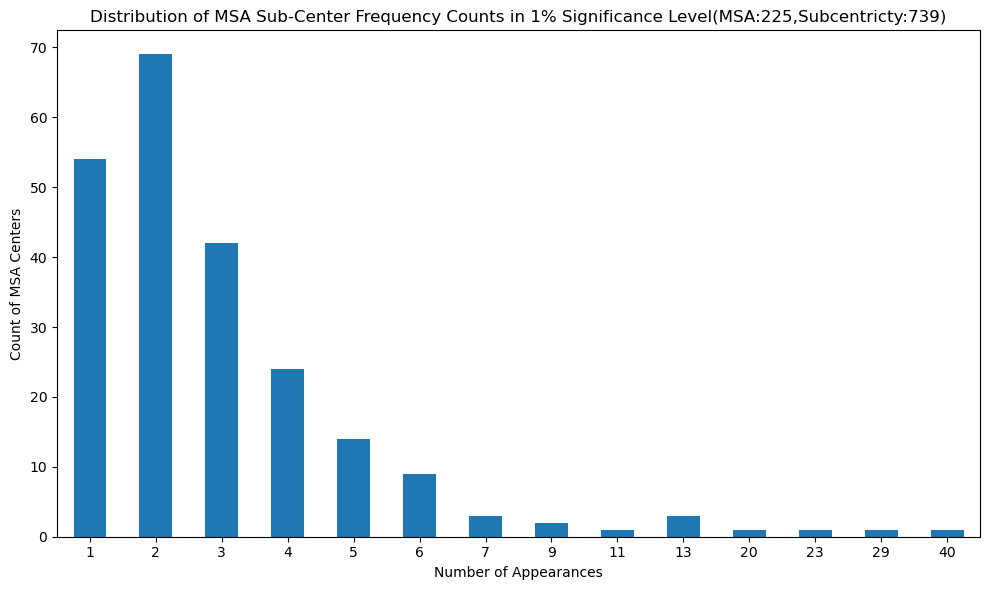 Distribution of MSA Sub-Center Frequency Counts in 1% Significance Level(MSA:225,Subcentricty:739)
70
60
50
40
30
20
10
0
Count of MSA Centers
1 2 3 4 5 6 7 9 11 13 20 23 29 40
Number of Appearances